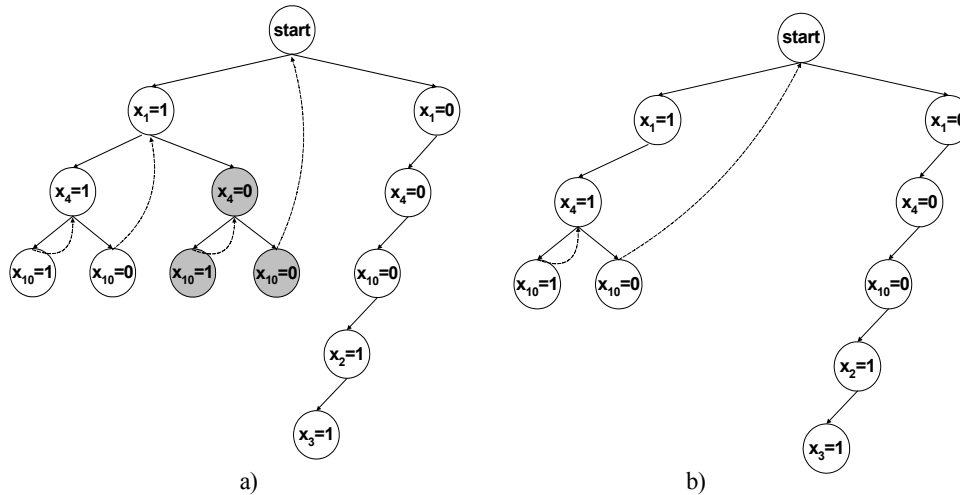 start
x1=1
x1=0
x4=1
x4=0
x4=0
x10=1
x10=0
x10=1
x10=0
x10=0
x2=1
x3=1
a)
start
x1=1
x1=0
x4=1
x4=0
x10=1
x10=0
x10=0
x2=1
x3=1
b)